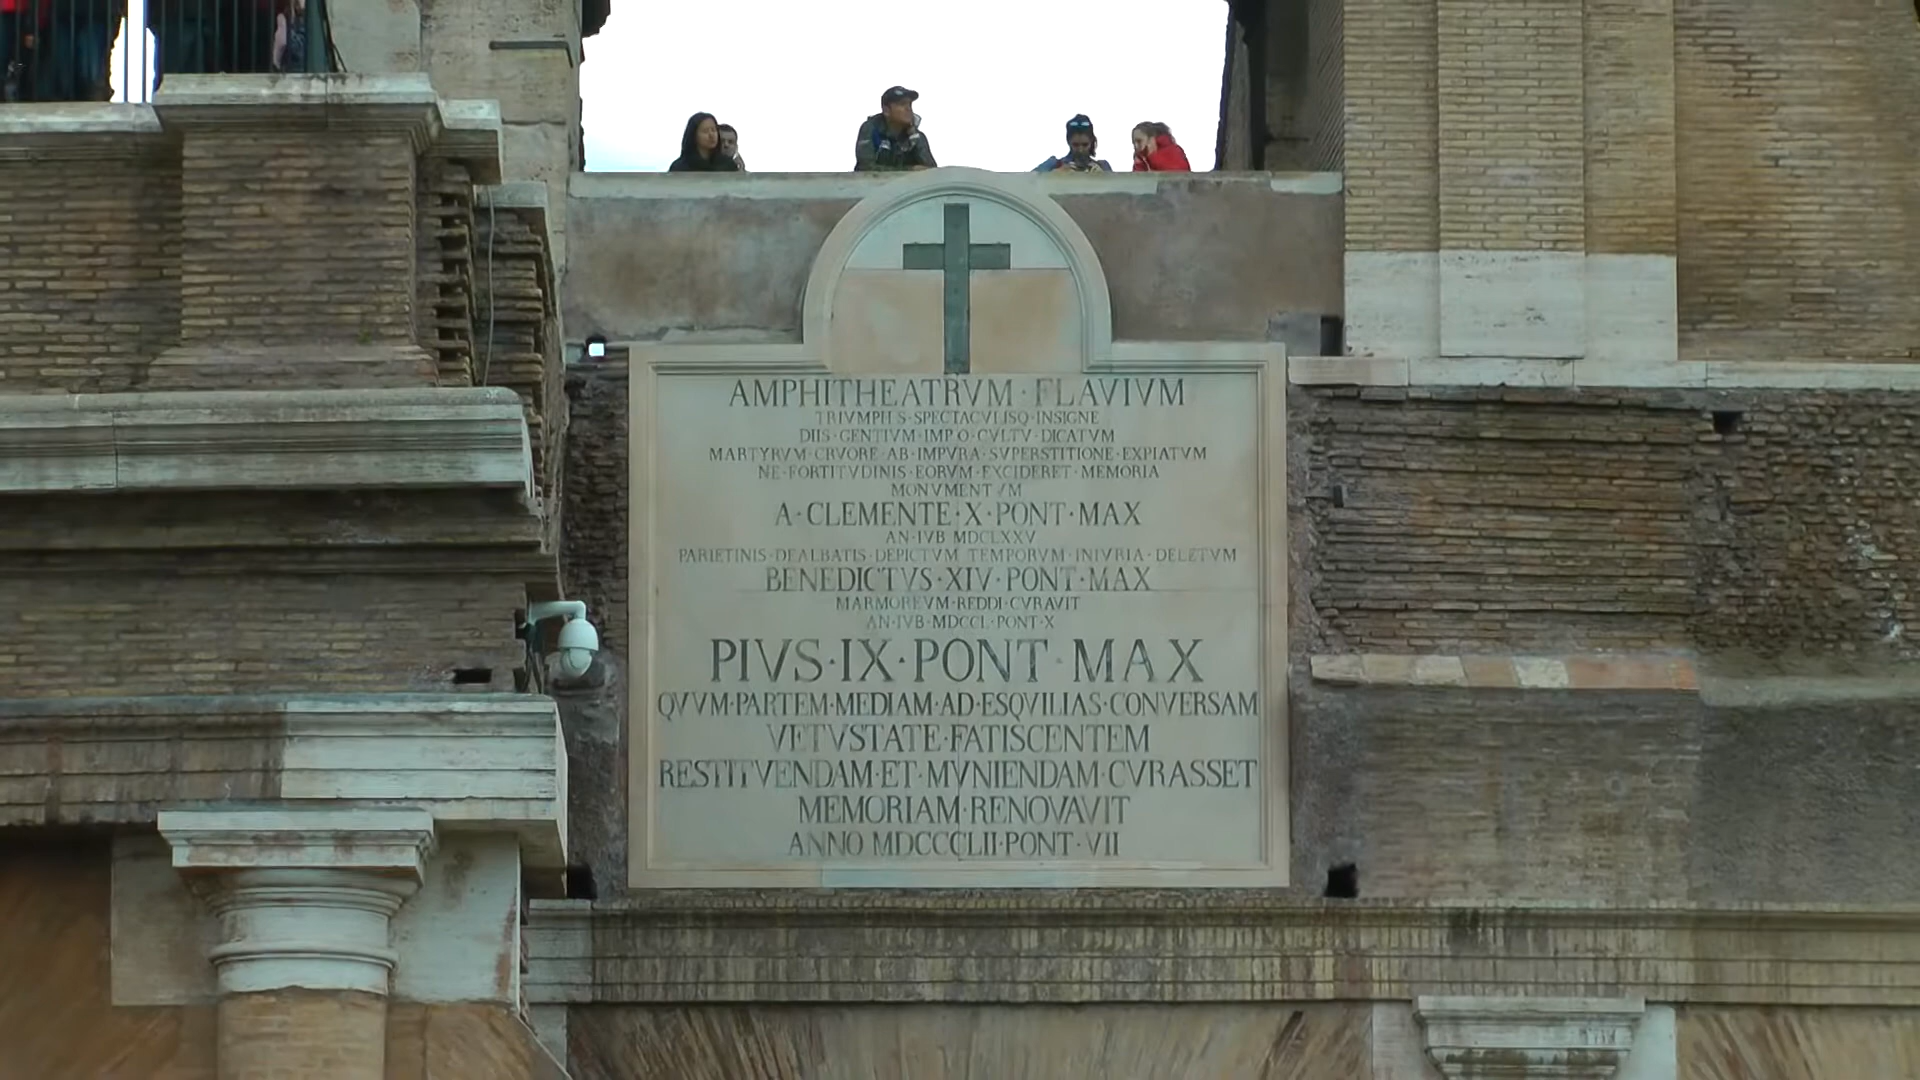 AMPHITHEATRVM · FLAVIVM
TRIVMPHIS · SPECTACVLISQ · INSIGNE
DIIS · GENTIVM · IMPIO · CVLTV · DICATVM
MARTYRVM · CRVORE · AB · IMPVRA · SVPERSTITIONE · EXPIATVM
NE · FORTITVDINIS · EORVM · EXCIDERET · MEMORIA
MONVMENTVM
A · CLEMENTE · X · PONT · MAX
AN · IVB · MDCLXXV
PARIETINIS · DEALBATIS · DEPICTVM · TEMPORVM · INIVRIA · DELETVM
BENEDICTVS · XIV · PONT · MAX
MARMOREVM · REDDI · CVRAVIT
AN · IVB · MDCCL · PONT · X
PIVS · IX · PONT · MAX
QVVM · PARTEM · MEDIAM · AD · ESQVILIAS · CONVERSAM
VETVSTATE · FATISCENTEM
RESTITVENDAM · ET · MVNIENDAM · CVRASSET
MEMORIAM · RENOVAVIT
ANNO MDCCCLII · PONT · VII